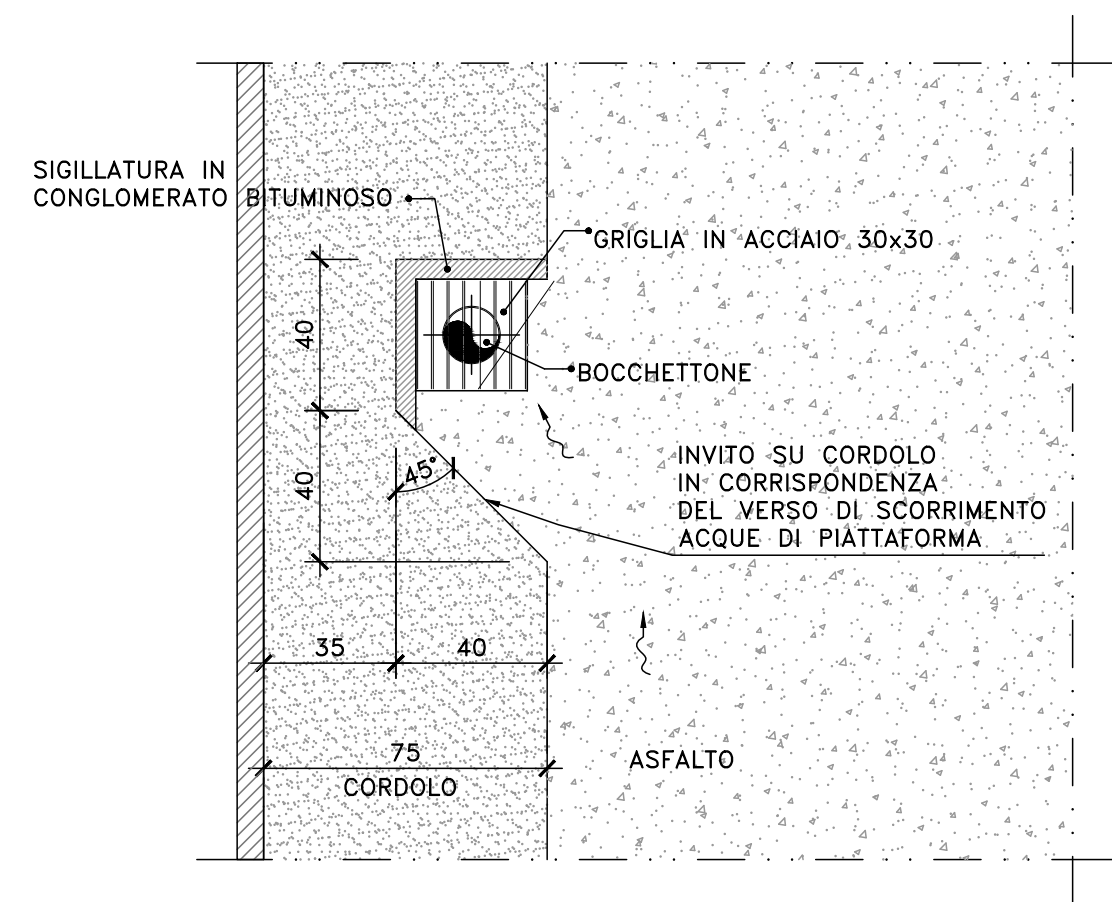 SIGILLATURA IN
CONGLOMERATO BITUMINOSO
GRIGLIA IN ACCIAIO 30x30
40
BOCCHETTONE
40
45°
INVITO SU CORDOLO
IN CORRISPONDENZA
DEL VERSO DI SCORRIMENTO
ACQUE DI PIATTAFORMA
35
40
75
CORDOLO
ASFALTO